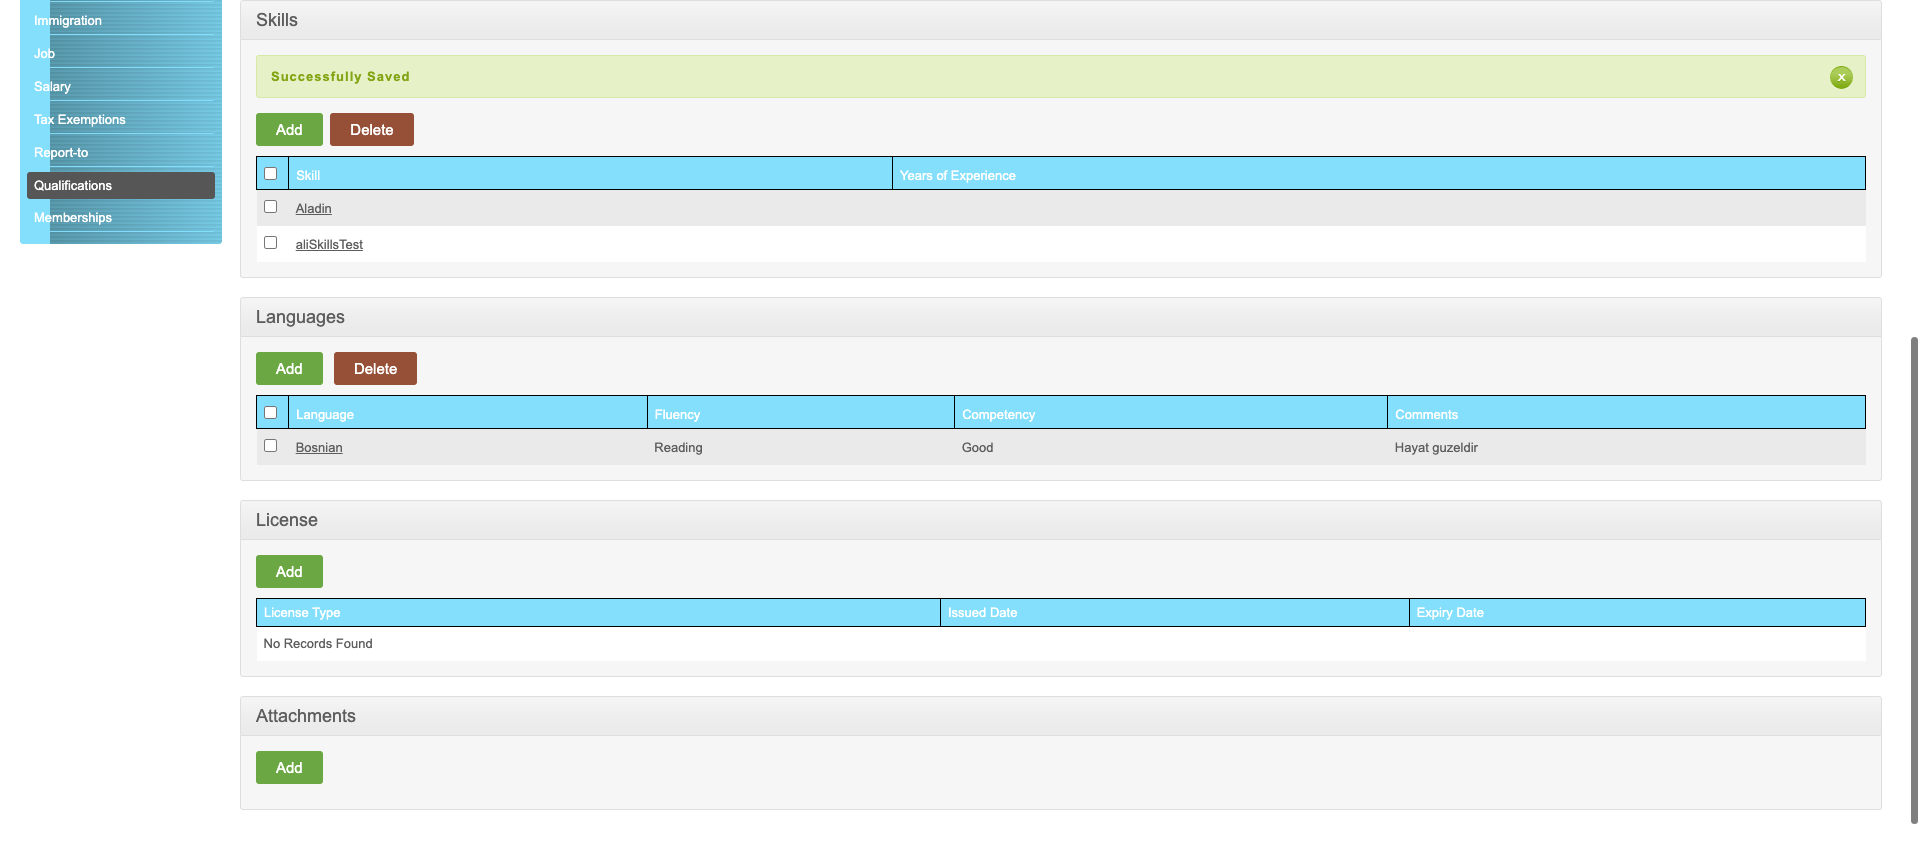 Immigration
Job
Salary
Tax Exemptions
Report-to
Qualifications
Memberships
Skills
Successfully Saved
x
Add Delete
Skill Years of Experience
Aladin
aliSkillsTest
Languages
Add Delete
Language Fluency Competency Comments
Bosnian Reading Good Hayat guzeldir
License
Add
License Type Issued Date Expiry Date
No Records Found
Attachments
Add